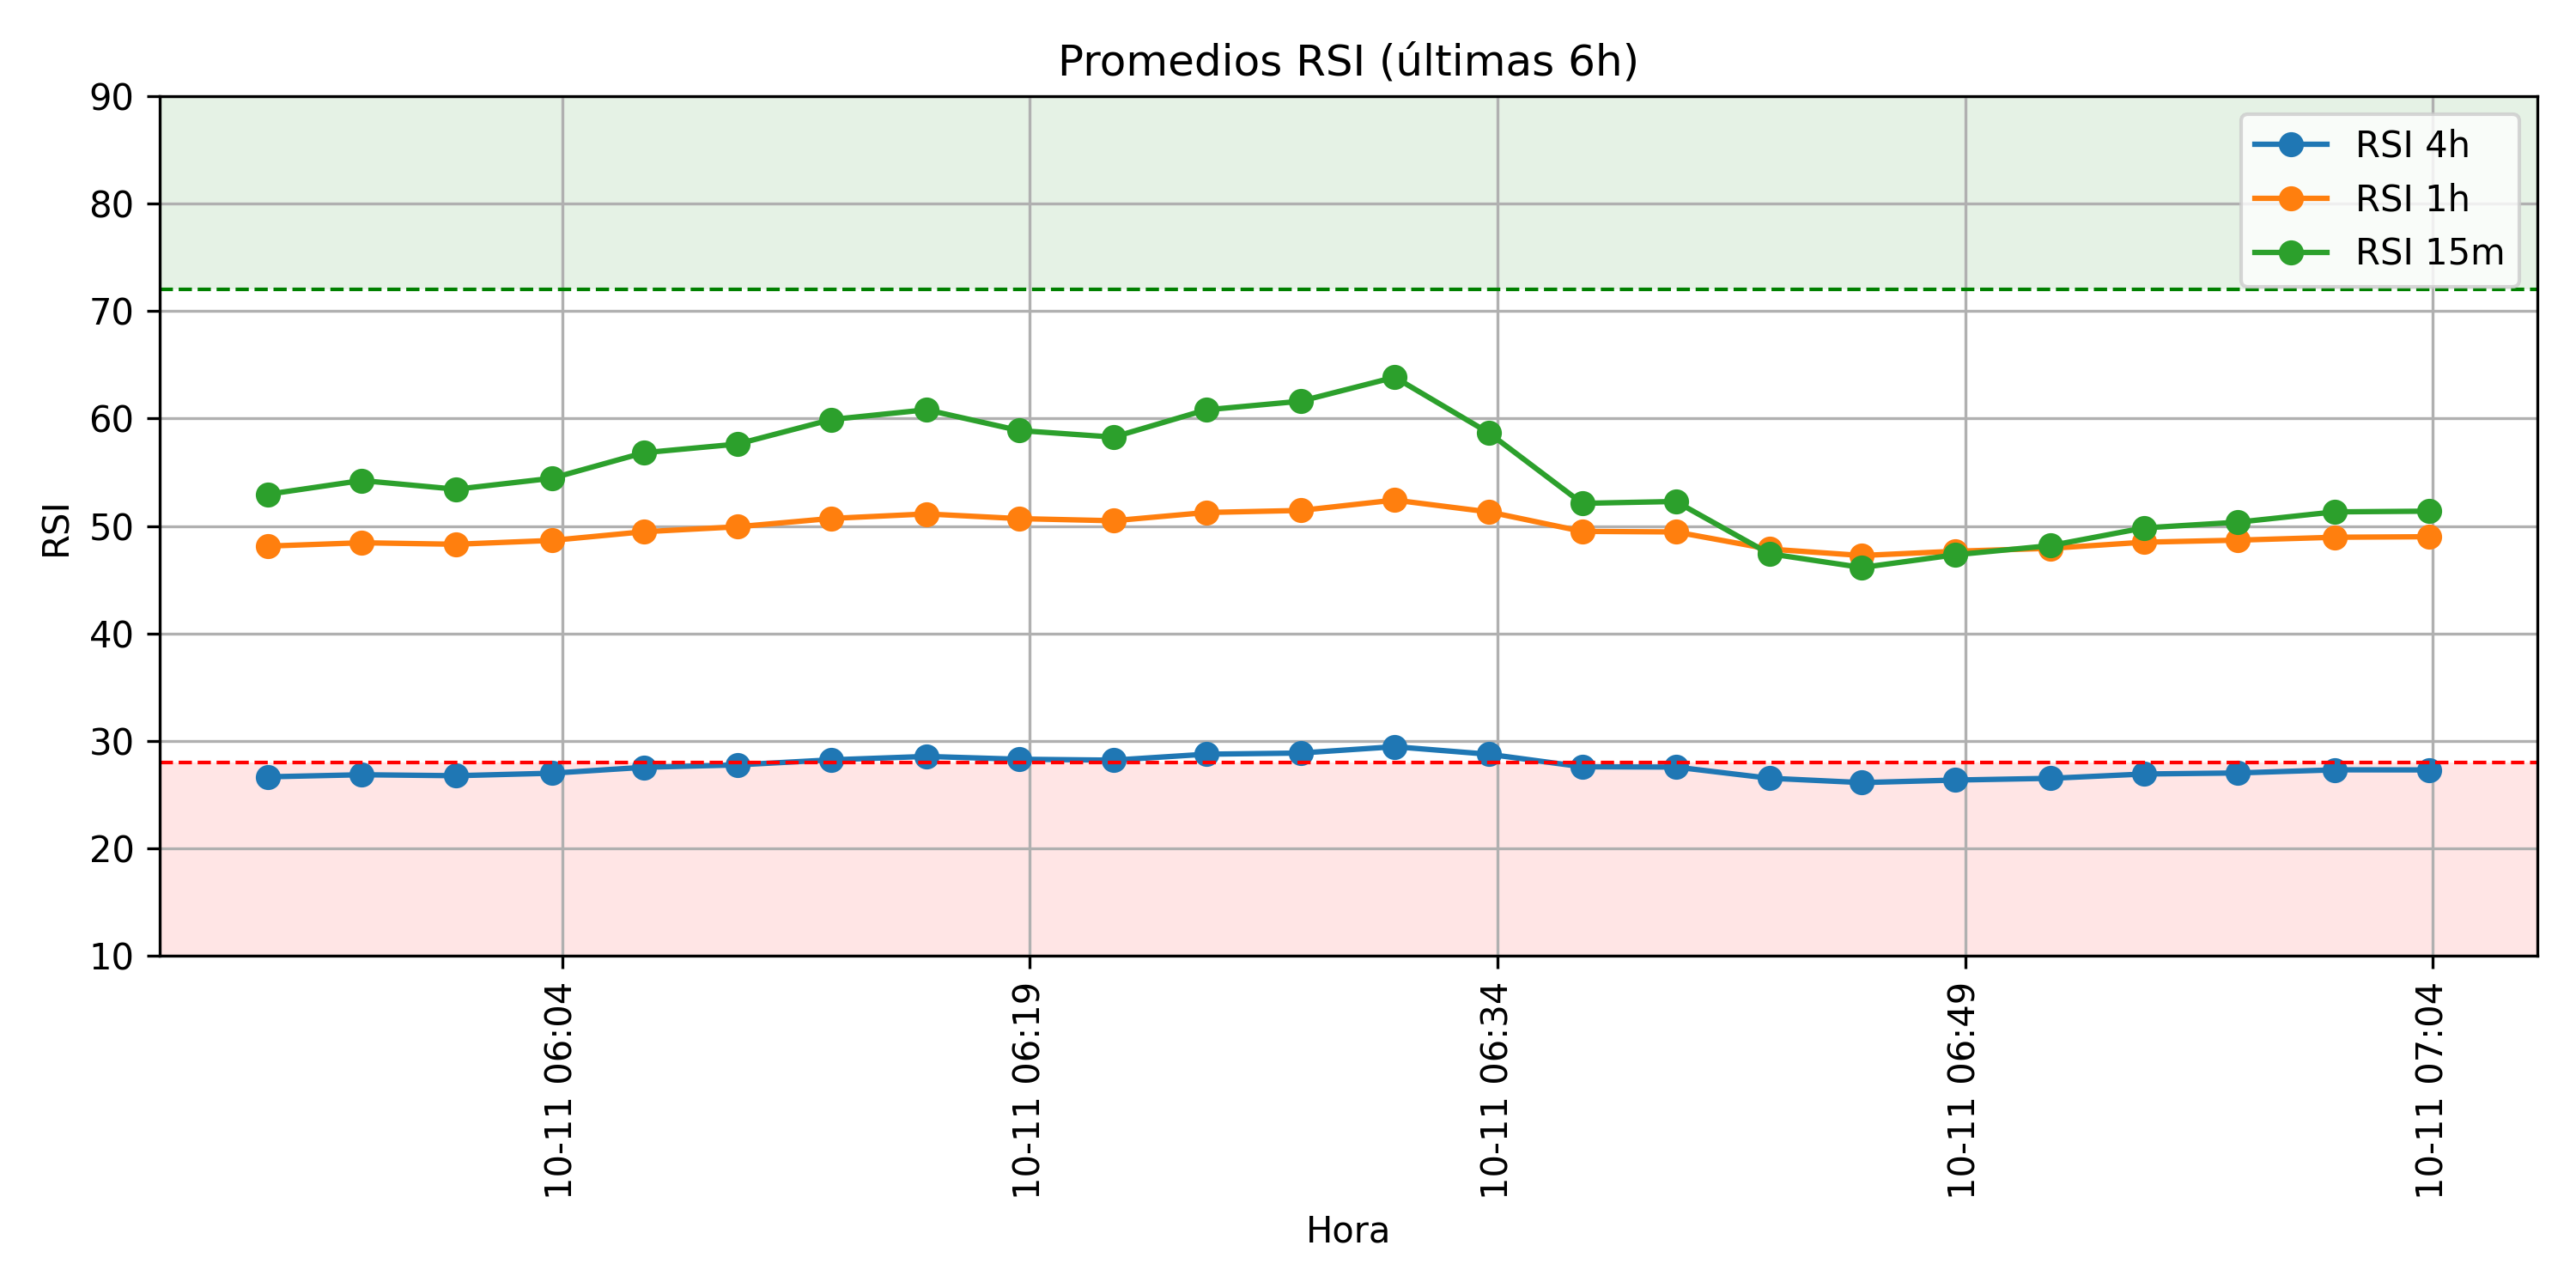 Promedios RSI (últimas 6h)
90
80
70
60
50
40
30
20
10
RSI
RSI 4h
RSI 1h
RSI 15m
10-11 06:04
10-11 06:19
10-11 06:34
10-11 06:49
10-11 07:04
Hora